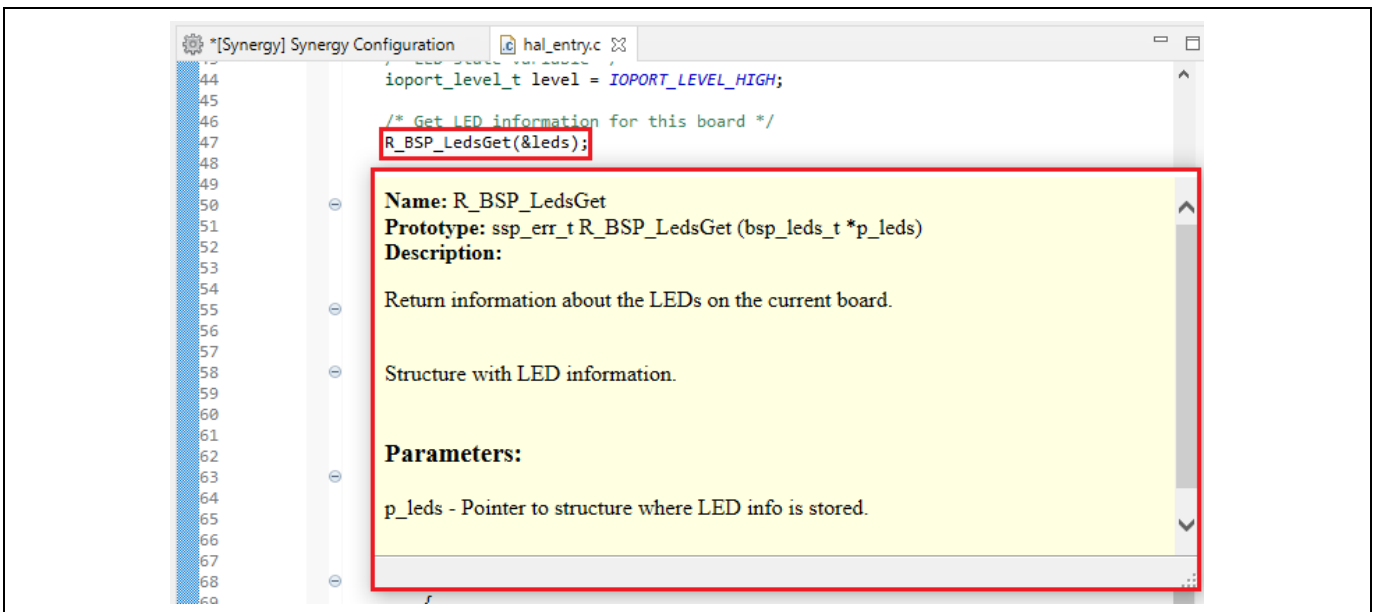 *[Synergy] Synergy Configuration hal_entry.c
44 ioport_level_t level = IOPORT_LEVEL_HIGH;
45
46 /* Get LED information for this board */
47 R_BSP_LedsGet(&leds);
48
49
50 Name: R_BSP_LedsGet
51 Prototype: ssp_err_t R_BSP_LedsGet (bsp_leds_t *p_leds)
52 Description:
53
54
55 Return information about the LEDs on the current board.
56
57
58 Structure with LED information.
59
60
61
62 Parameters:
63
64
65 p_leds - Pointer to structure where LED info is stored.
66
67
68
69 {